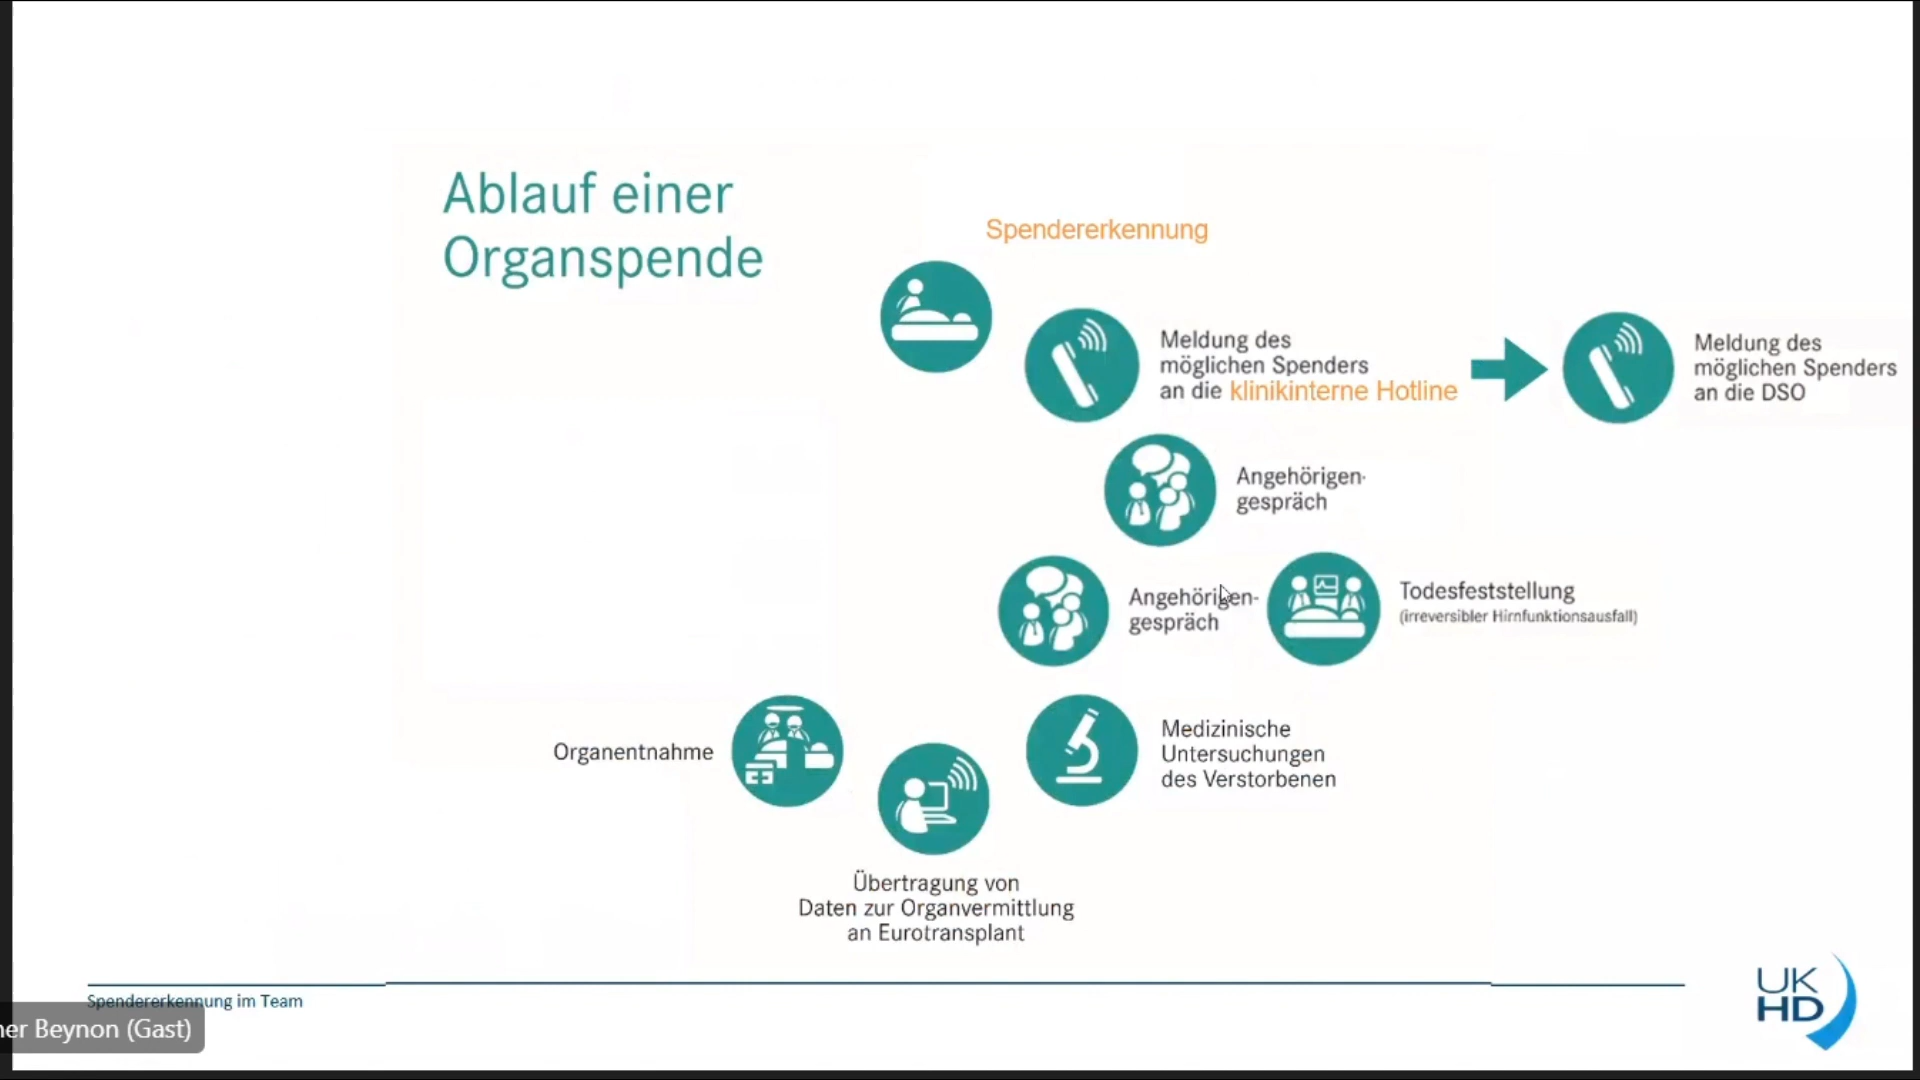 Ablauf einer
Organspende
Spendererkennung
Meldung des
möglichen Spenders
an die klinikinterne Hotline
Meldung des
möglichen Spenders
an die DSO
Angehörigen-
gespräch
Angehörigen-
gespräch
Todesfeststellung
(irreversibler Hirnfunktionsausfall)
Medizinische
Untersuchungen
des Verstorbenen
Organentnahme
Übertragung von
Daten zur Organvermittlung
an Eurotransplant
Spendererkennung im Team
her Beynon (Gast)
UK
HD